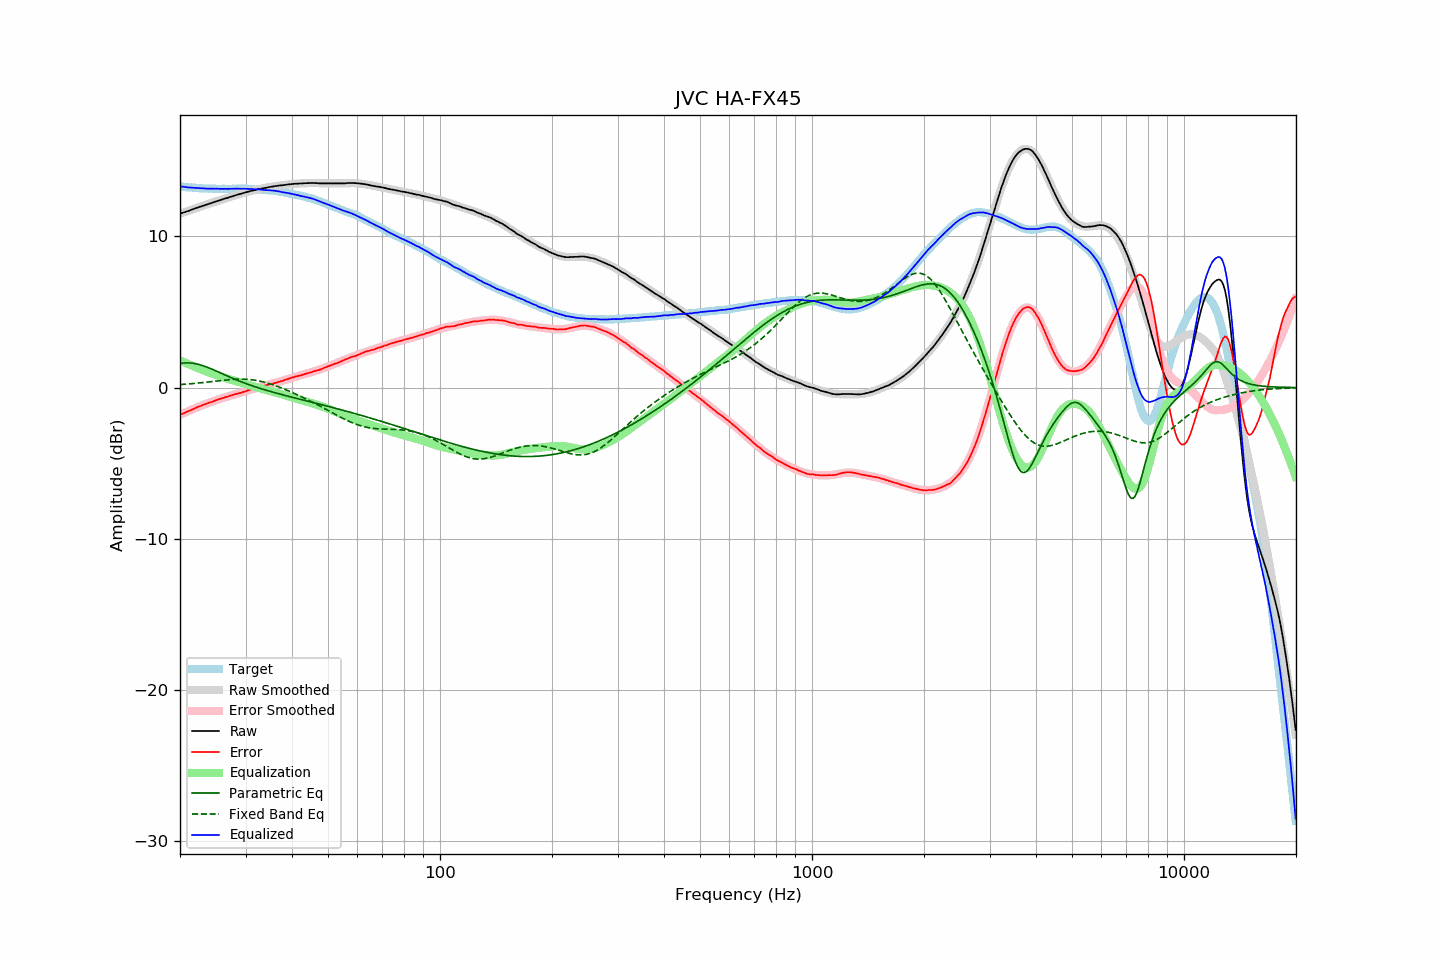 JVC HA-FX45
Amplitude (dBr)
10
0
−10
−20
−30
Target
Raw Smoothed
Error Smoothed
Raw
Error
Equalization
Parametric Eq
Fixed Band Eq
Equalized
100
1000
10000
Frequency (Hz)